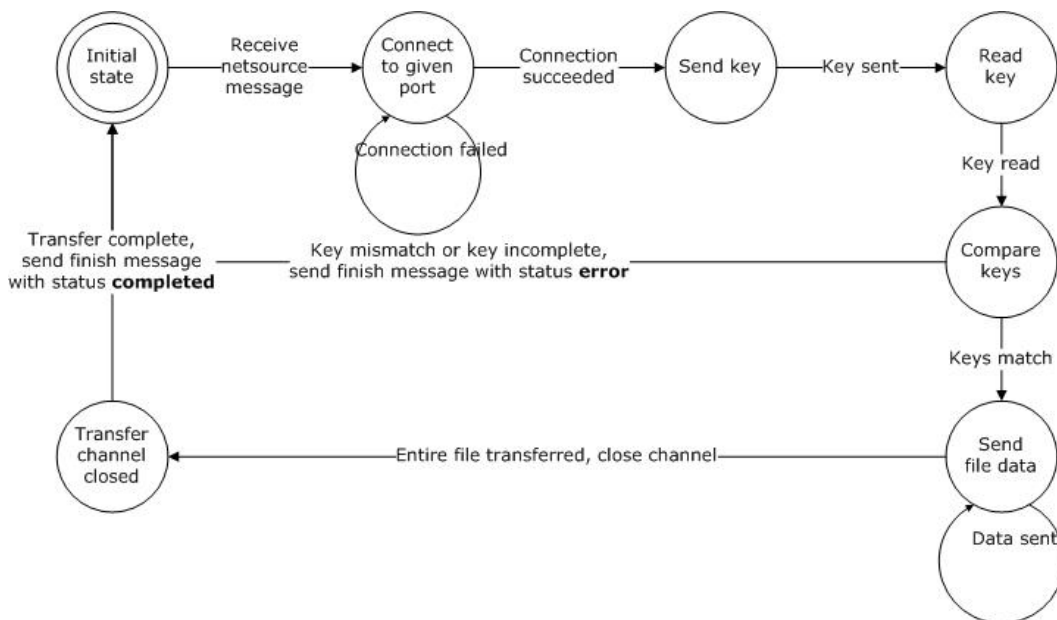 Initial
state
Receive
netsource
message
Connect
to given
port
Connection
succeeded
Send key
Key sent
Read
key
Connection failed
Key read
Transfer complete,
send finish message
with status completed
Key mismatch or key incomplete,
send finish message with status error
Compare
keys
Keys match
Transfer
channel
closed
Entire file transferred, close channel
Send
file data
Data sent